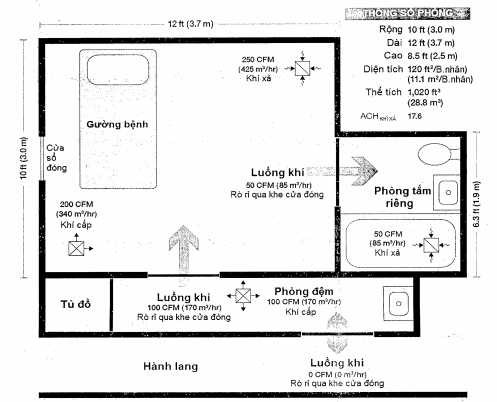 12 ft (3.7 m)
THÔNG SỐ PHÒNG
Rộng 10 ft (3.0 m)
Dài 12 ft (3.7 m)
Cao 8.5 ft (2.5 m)
Diện tích 120 ft²/B.nhân)
(11.1 m²/B.nhân)
Thể tích 1,020 ft³
(28.8 m³)
ACH KHÍ XẢ 17.6
250 CFM
(425 m³/hr)
Khí xả
Gường bệnh
10 ft (3.0 m)
Cửa
sổ
đóng
Luồng khí
50 CFM (85 m³/hr)
Rò rỉ qua khe cửa đóng
Phòng tắm
riêng
6.3 ft (1.9 m)
200 CFM
(340 m³/hr)
Khí cấp
50 CFM
(85 m³/hr)
Khí xả
Tủ đồ
Luồng khí
100 CFM (170 m³/hr)
Rò rỉ qua khe cửa đóng
Phòng đệm
100 CFM (170 m³/hr)
Khí cấp
Hành lang
Luồng khí
0 CFM (0 m³/hr)
Rò rỉ qua khe cửa đóng